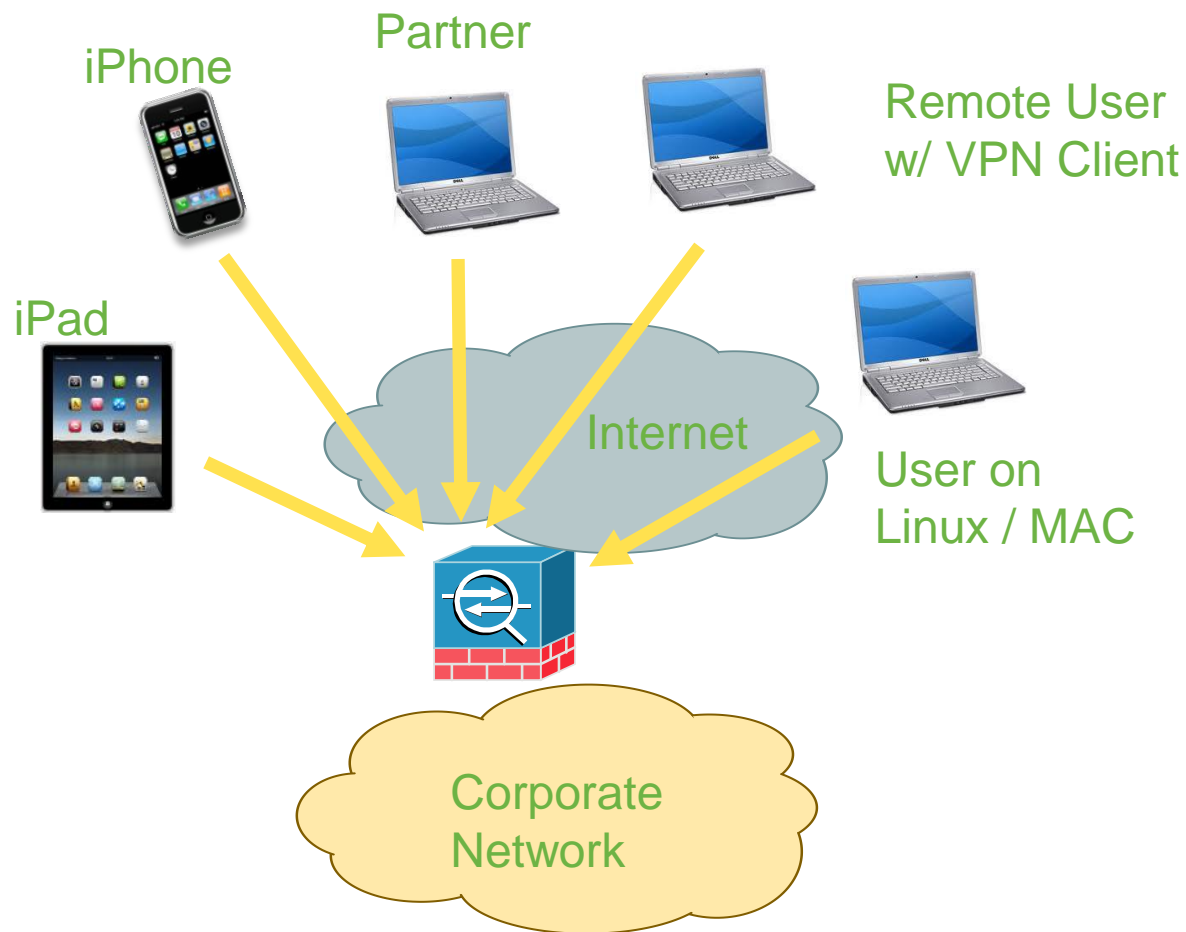 Partner
iPhone
Remote User
w/ VPN Client
iPad
Internet
User on
Linux / MAC
Corporate
Network